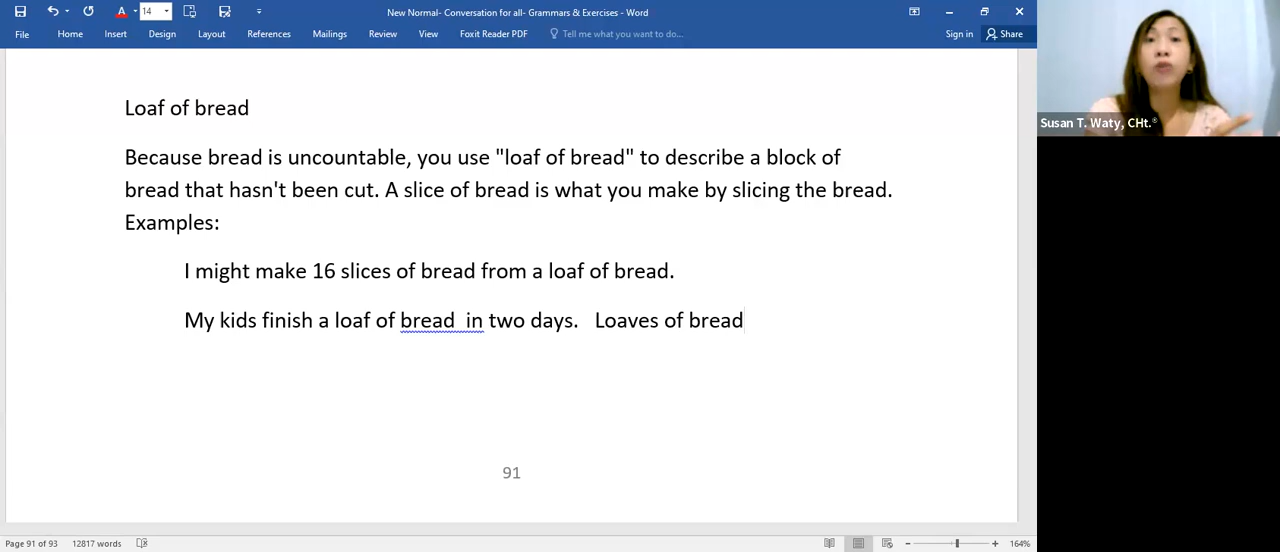 14
New Normal- Conversation for all- Grammars & Exercises - Word
File Home Insert Design Layout References Mailings Review View Foxit Reader PDF Tell me what you want to do... Sign in Share
Susan T. Waty, CHt.®
Loaf of bread
Because bread is uncountable, you use "loaf of bread" to describe a block of
bread that hasn't been cut. A slice of bread is what you make by slicing the bread.
Examples:
I might make 16 slices of bread from a loaf of bread.
My kids finish a loaf of bread  in two days.   Loaves of bread
91
Page 91 of 93 12817 words 164%